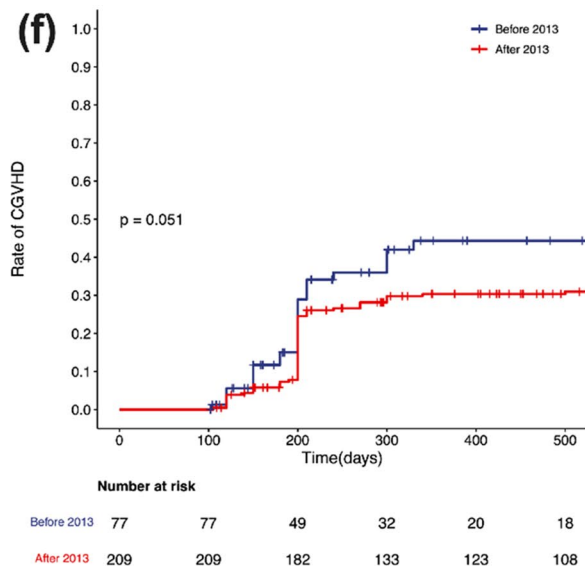 (f)
Before 2013
After 2013
1.0
0.9
0.8
0.7
0.6
0.5
0.4
0.3
0.2
0.1
0.0
Rate of CGVHD
p = 0.051
0 100 200 300 400 500
Time(days)
Number at risk
Before 2013 77 77 49 32 20 18
After 2013 209 209 182 133 123 108